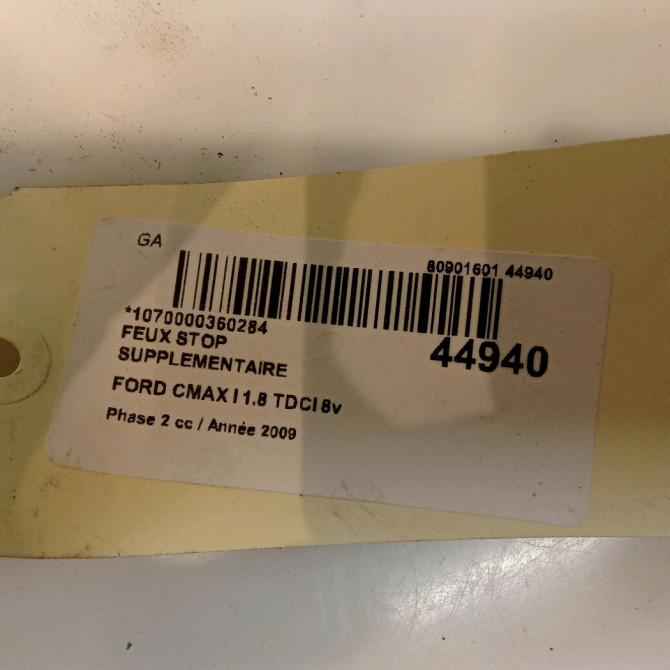 GA
80901601 44940
*1070000360284
44940
FEUX STOP
SUPPLEMENTAIRE
FORD CMAX I 1.8 TDCI 8v
Phase 2 cc / Année 2009